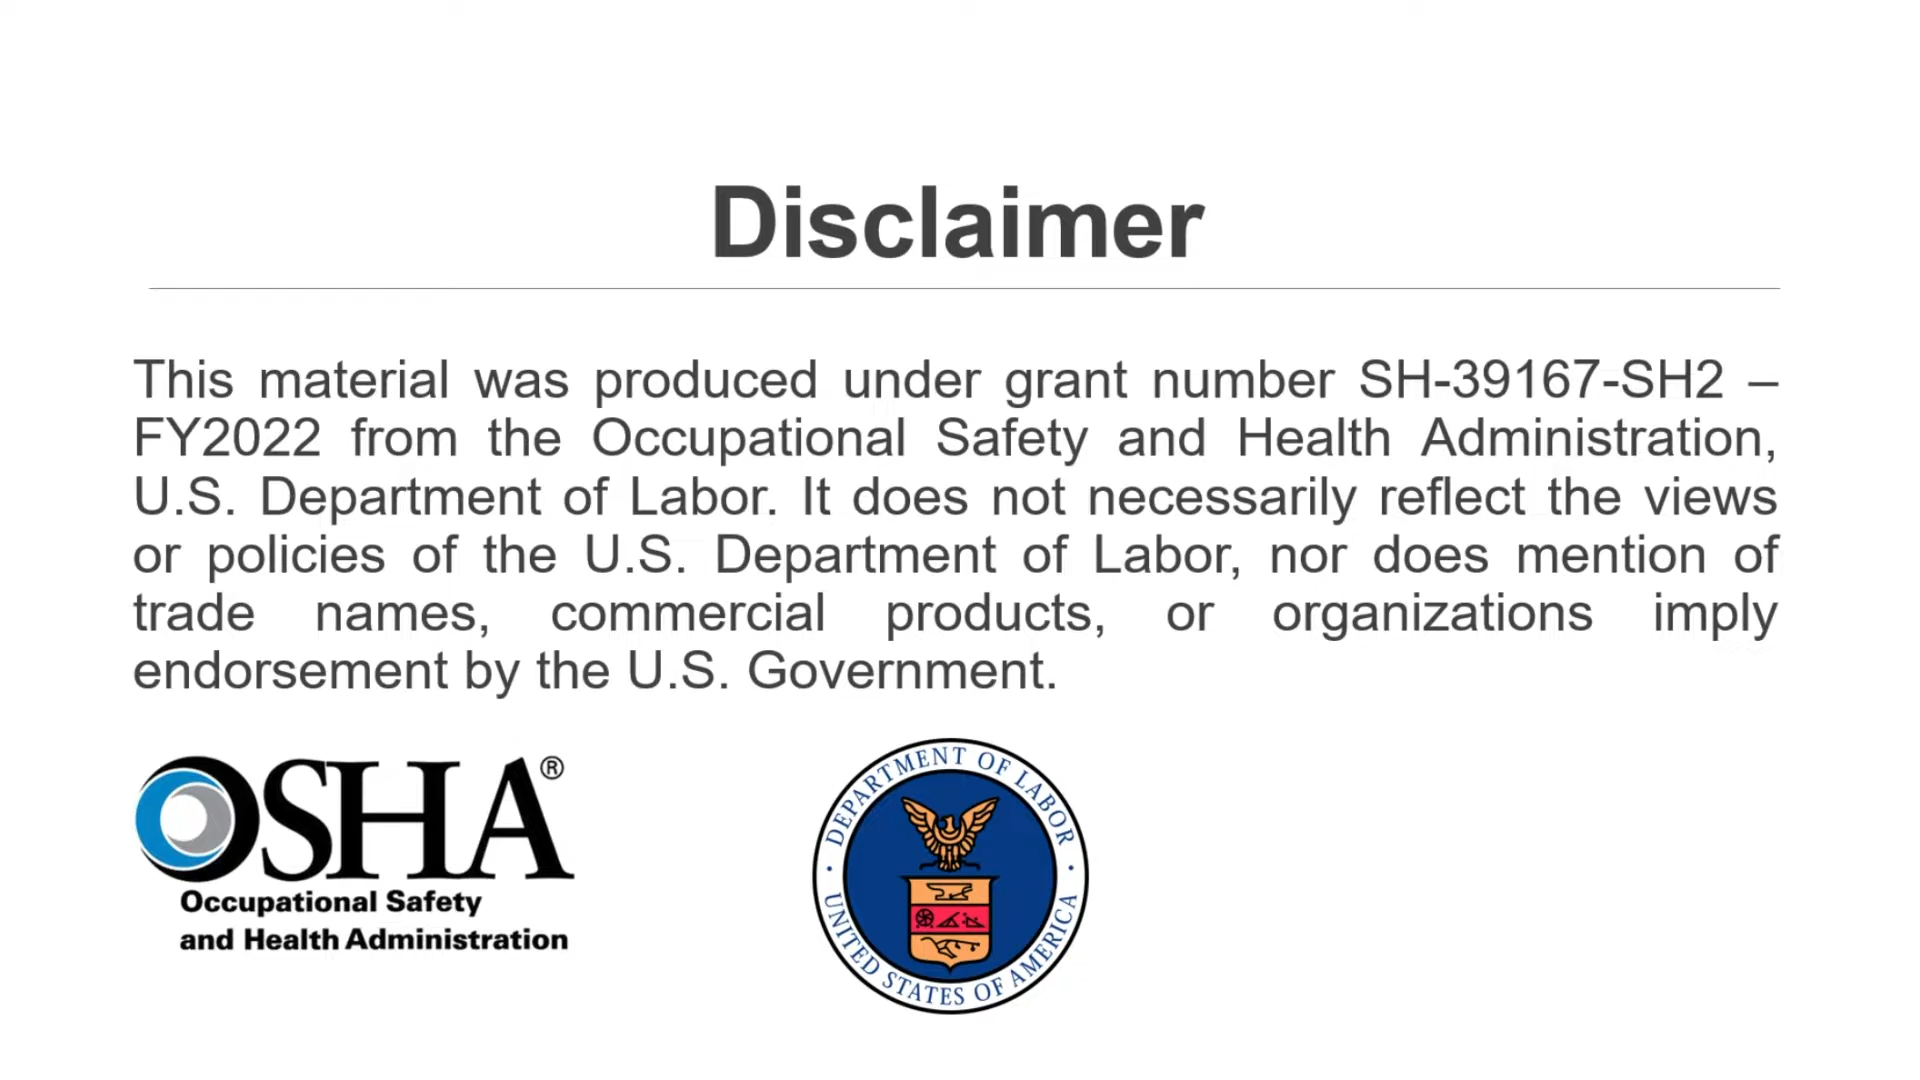 Disclaimer
This material was produced under grant number SH-39167-SH2 –
FY2022 from the Occupational Safety and Health Administration,
U.S. Department of Labor. It does not necessarily reflect the views
or policies of the U.S. Department of Labor, nor does mention of
trade names, commercial products, or organizations imply
endorsement by the U.S. Government.
OSHA®
Occupational Safety
and Health Administration
DEPARTMENT OF LABOR
UNITED STATES OF AMERICA